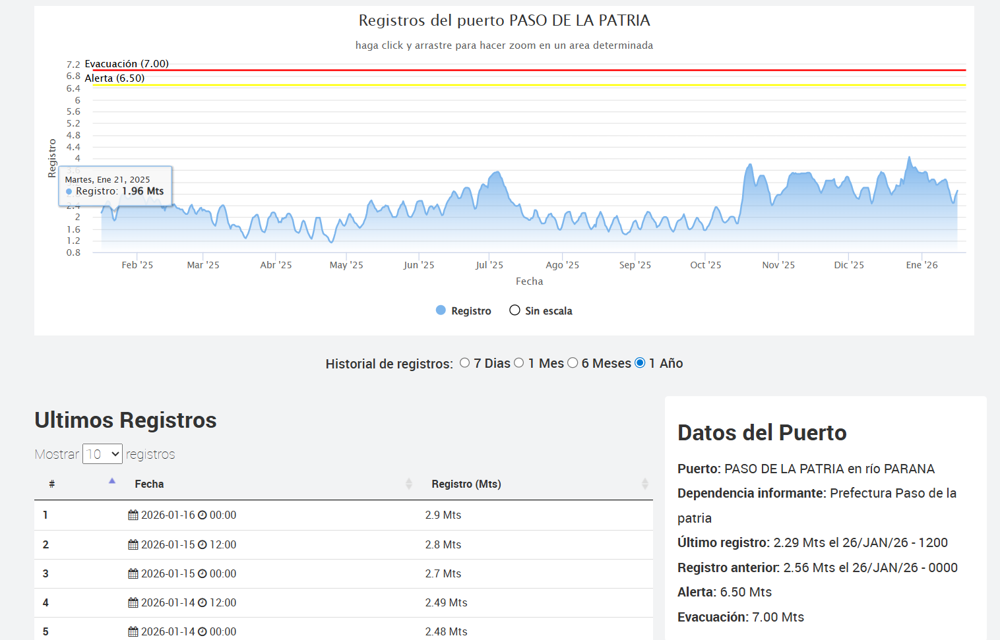 Registros del puerto PASO DE LA PATRIA
haga click y arrastre para hacer zoom en un area determinada
Registro
7.2
6.8
6.4
6
5.6
5.2
4.8
4.4
4
3.6
2.8
2.4
2
1.6
1.2
0.8
Evacuación (7.00)
Alerta (6.50)
Martes, Ene 21, 2025
Registro: 1.96 Mts
Feb '25 Mar '25 Abr '25 May '25 Jun '25 Jul '25 Ago '25 Sep '25 Oct '25 Nov '25 Dic '25 Ene '26
Fecha
Registro Sin escala
Historial de registros: 7 Dias 1 Mes 6 Meses 1 Año
Ultimos Registros
Mostrar 10 registros
# Fecha Registro (Mts)
1 2026-01-16 00:00 2.9 Mts
2 2026-01-15 12:00 2.8 Mts
3 2026-01-15 00:00 2.7 Mts
4 2026-01-14 12:00 2.49 Mts
5 2026-01-14 00:00 2.48 Mts
Datos del Puerto
Puerto: PASO DE LA PATRIA en río PARANA
Dependencia informante: Prefectura Paso de la
patria
Último registro: 2.29 Mts el 26/JAN/26 - 1200
Registro anterior: 2.56 Mts el 26/JAN/26 - 0000
Alerta: 6.50 Mts
Evacuación: 7.00 Mts